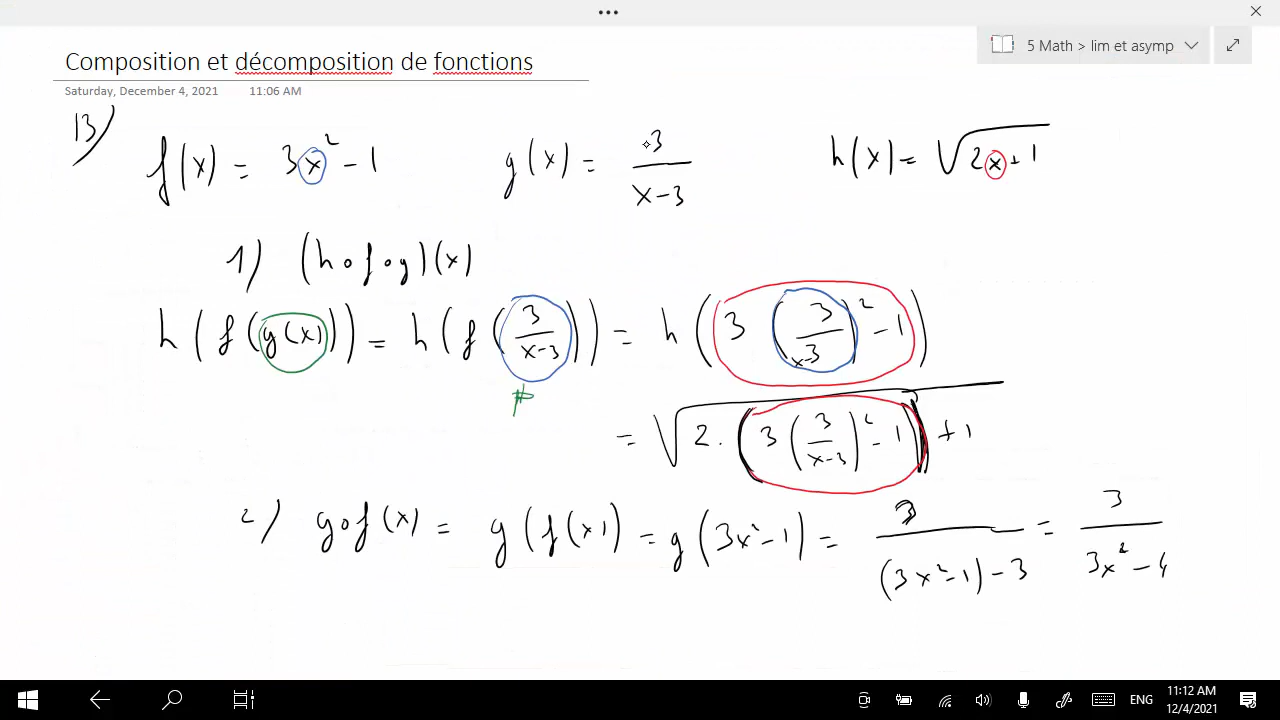 5 Math > lim et asymp
Composition et décomposition de fonctions
Saturday, December 4, 2021 11:06 AM
13) f(x) = 3x² - 1 g(x) = 3/(x-3) h(x) = √(2x+1)
1) (h∘f∘g)(x)
h(f(g(x))) = h(f(3/(x-3))) = h(3(3/(x-3))² - 1)
= √(2·(3(3/(x-3))² - 1) + 1)
2) g∘f(x) = g(f(x)) = g(3x²-1) = 3/((3x²-1)-3) = 3/(3x²-4)
ENG
11:12 AM
12/4/2021